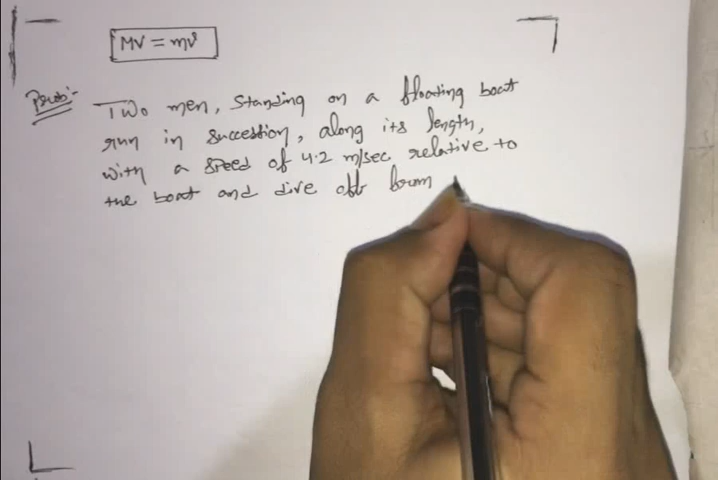 MV = mv
Prob:-
Two men, standing on a floating boat
run in succession, along its length,
with a speed of 4.2 m/sec relative to
the boat and dive off from